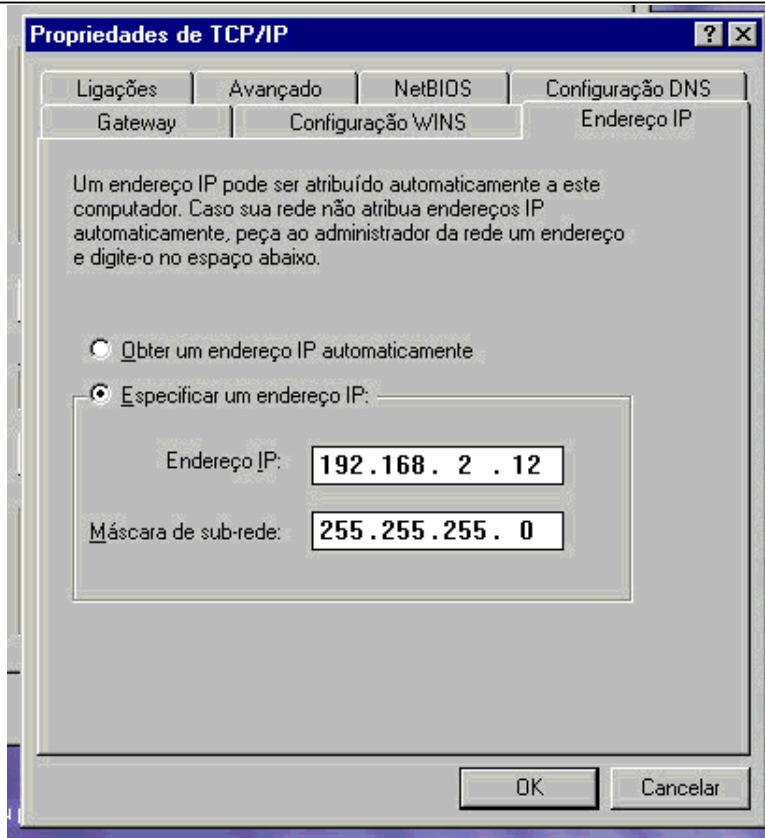 Propriedades de TCP/IP
Ligações Avançado NetBIOS Configuração DNS
Gateway Configuração WINS Endereço IP
Um endereço IP pode ser atribuído automaticamente a este
computador. Caso sua rede não atribua endereços IP
automaticamente, peça ao administrador da rede um endereço
e digite-o no espaço abaixo.
Obter um endereço IP automaticamente
Especificar um endereço IP:
Endereço IP: 192.168. 2 .12
Máscara de sub-rede: 255.255.255. 0
OK Cancelar